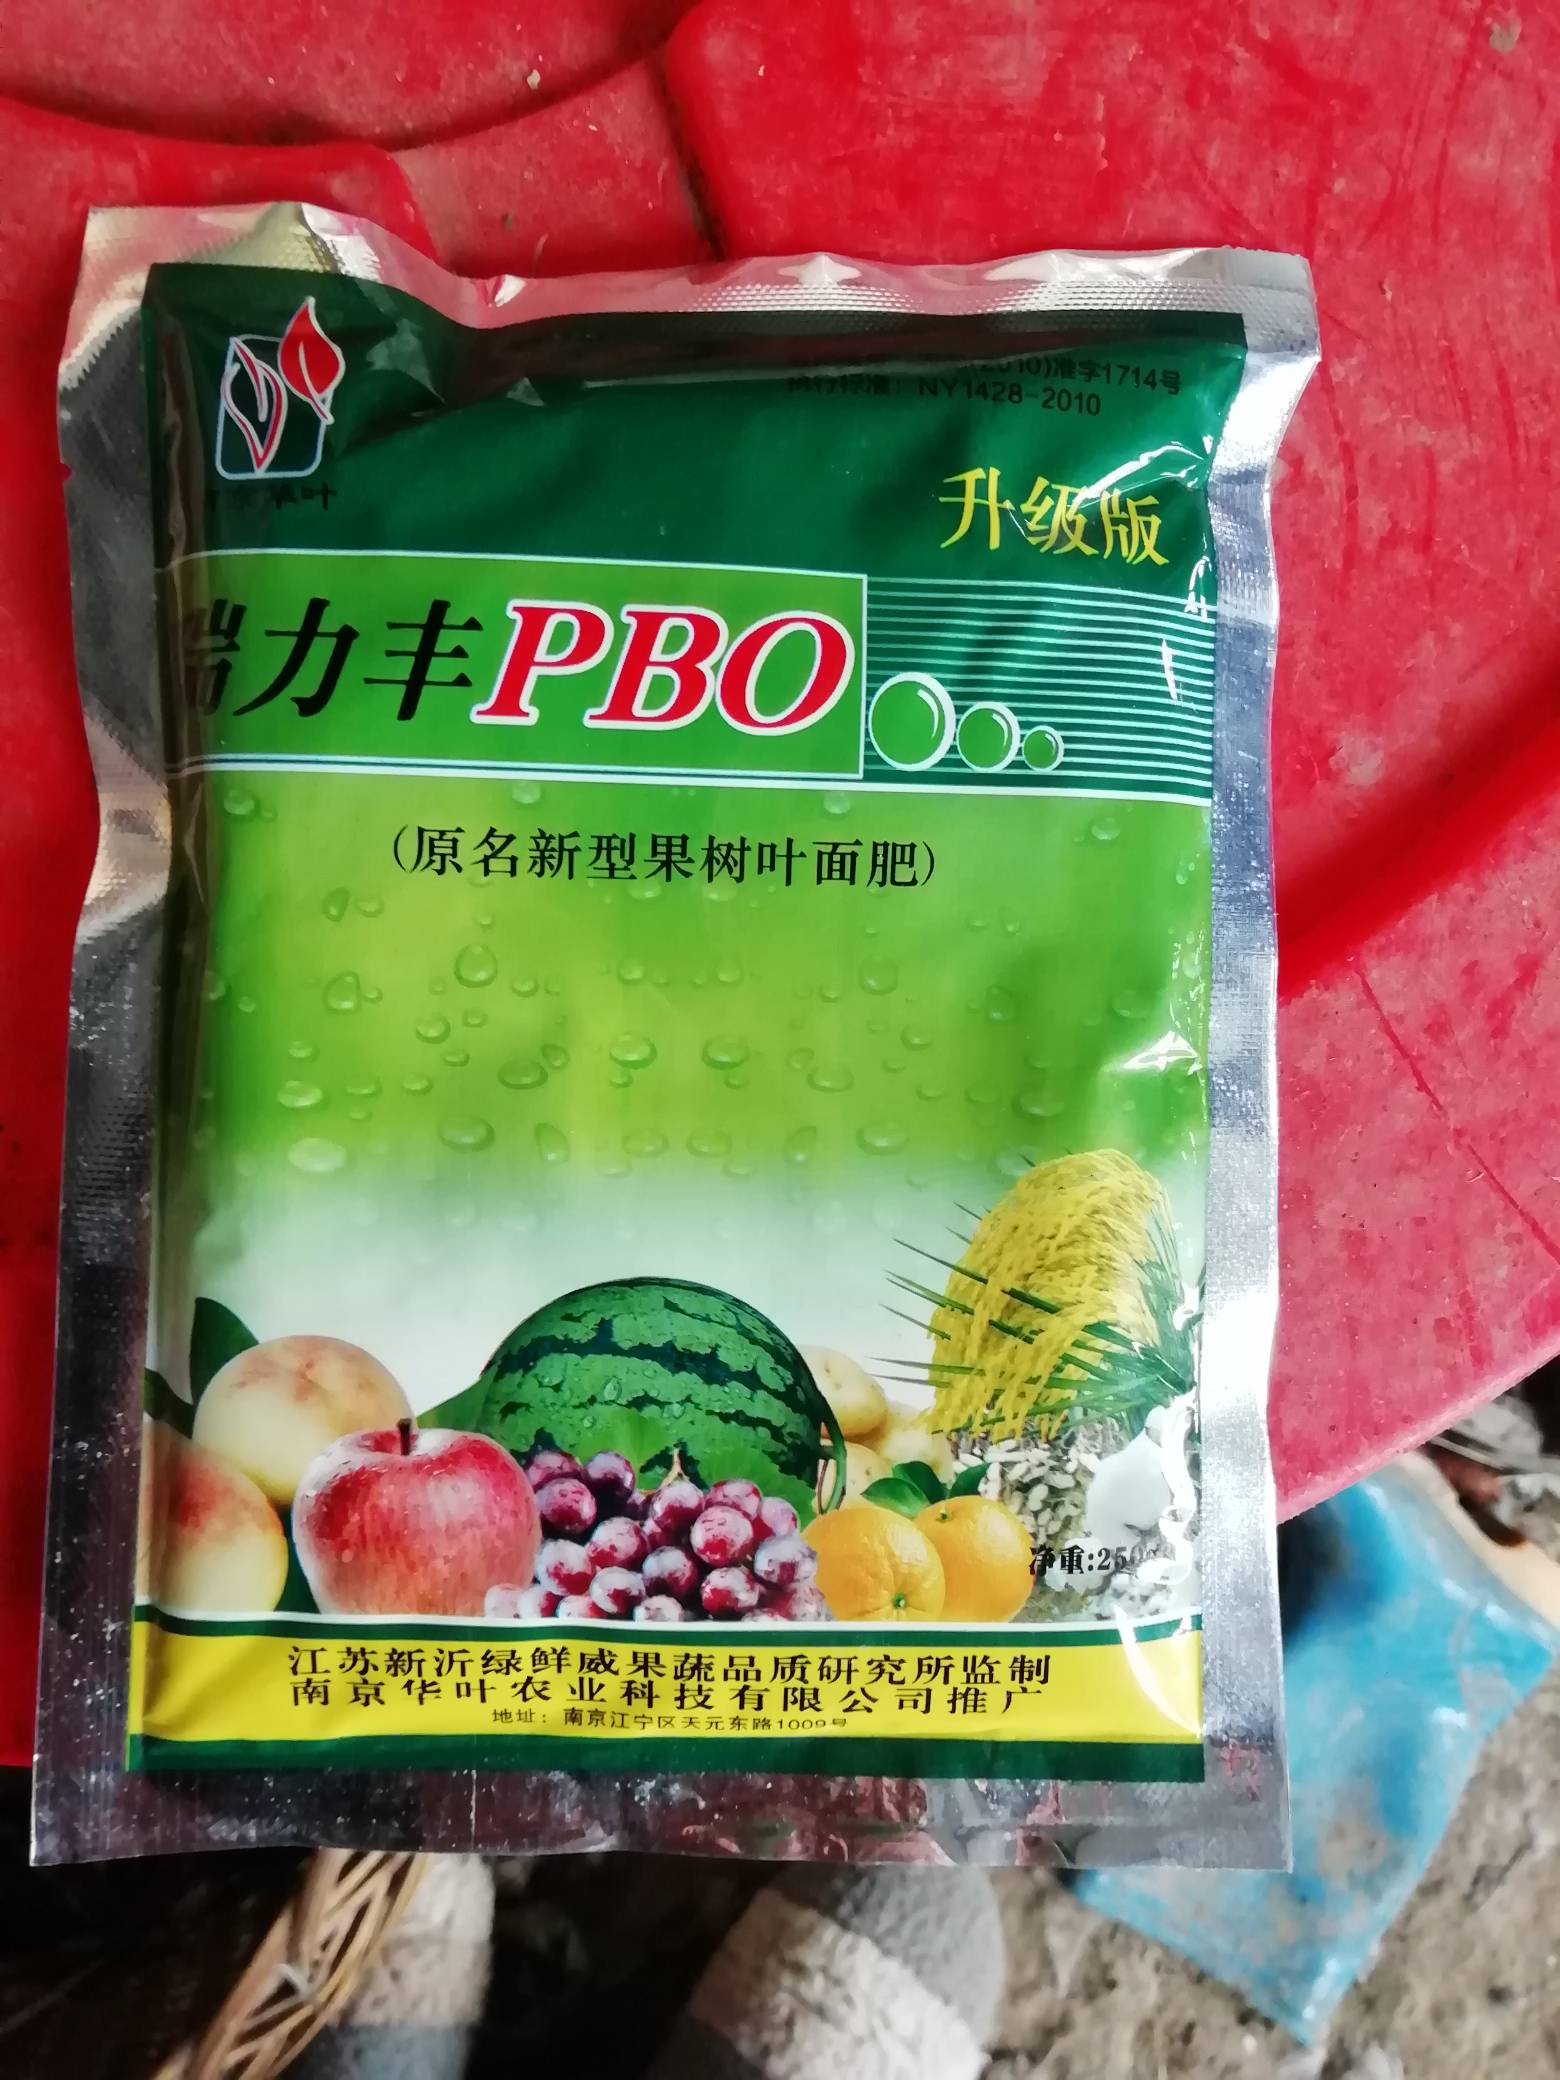 (2010)准字1714号
执行标准：NY1428-2010
华叶
升级版
瑞力丰PBO
(原名新型果树叶面肥)
净重:250
江苏新沂绿鲜威果蔬品质研究所监制
南京华叶农业科技有限公司推广
地址：南京江宁区天元东路1009号